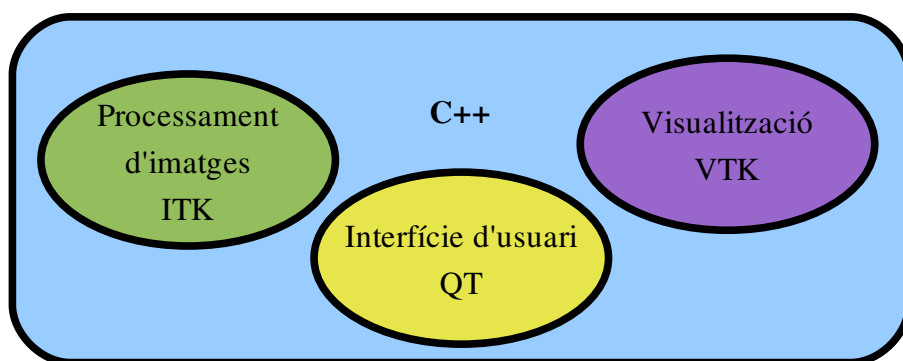 Processament
d'imatges
ITK
C++
Visualització
VTK
Interfície d'usuari
QT